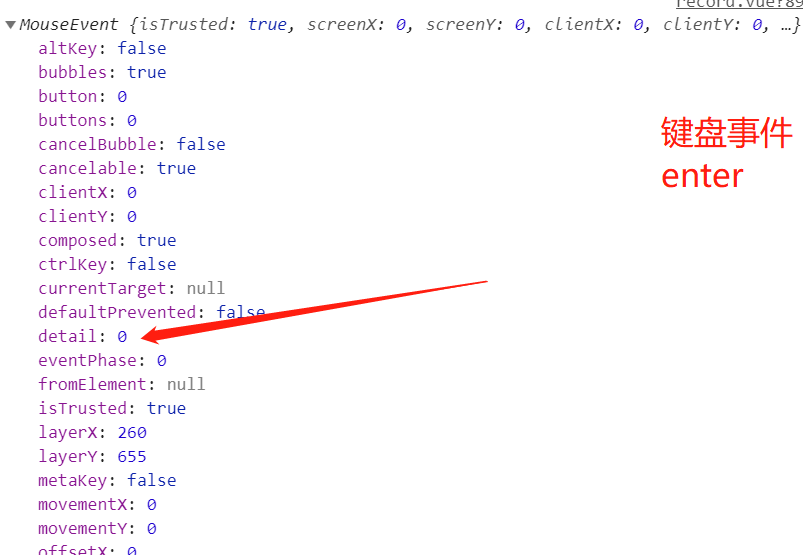 record.vue?89
▼MouseEvent {isTrusted: true, screenX: 0, screenY: 0, clientX: 0, clientY: 0, …}
altKey: false
bubbles: true
button: 0
buttons: 0
cancelBubble: false
cancelable: true
clientX: 0
clientY: 0
composed: true
ctrlKey: false
currentTarget: null
defaultPrevented: false
detail: 0
eventPhase: 0
fromElement: null
isTrusted: true
layerX: 260
layerY: 655
metaKey: false
movementX: 0
movementY: 0
offsetX: 0
键盘事件
enter